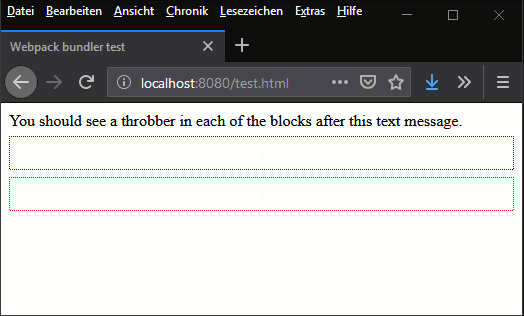 Datei Bearbeiten Ansicht Chronik Lesezeichen Extras Hilfe
Webpack bundler test
localhost:8080/test.html
You should see a throbber in each of the blocks after this text message.